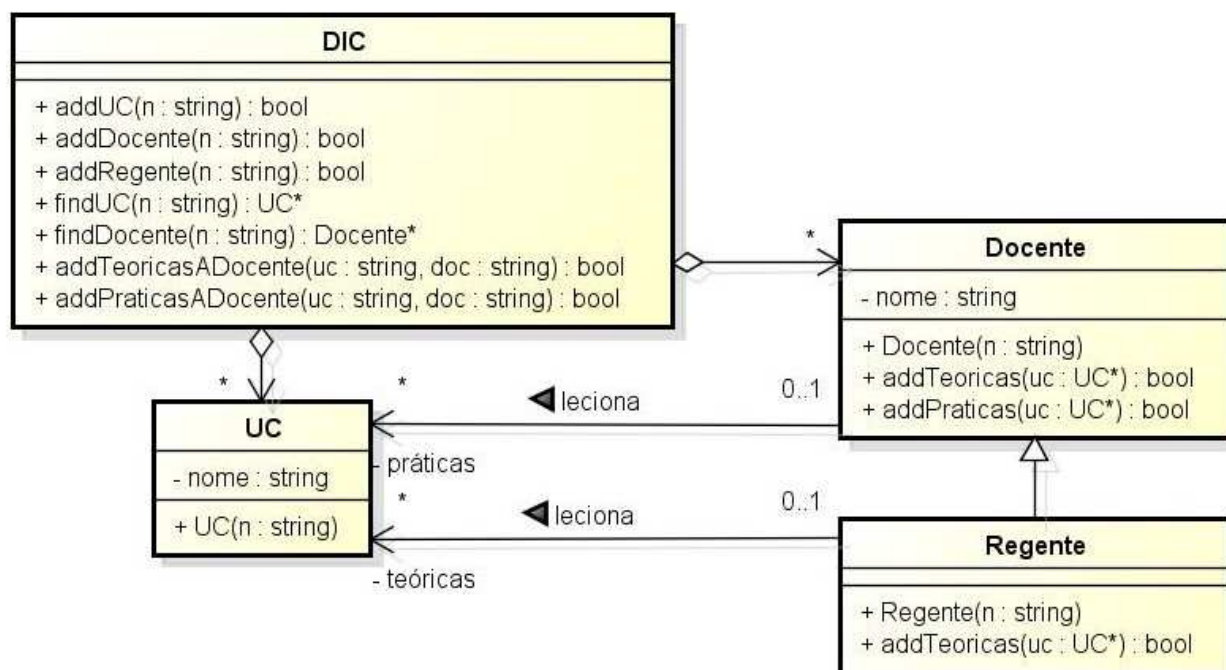 DIC
+ addUC(n : string) : bool
+ addDocente(n : string) : bool
+ addRegente(n : string) : bool
+ findUC(n : string) : UC*
+ findDocente(n : string) : Docente*
+ addTeoricasADocente(uc : string, doc : string) : bool
+ addPraticasADocente(uc : string, doc : string) : bool
*
Docente
- nome : string
+ Docente(n : string)
+ addTeoricas(uc : UC*) : bool
+ addPraticas(uc : UC*) : bool
*
UC
- nome : string
+ UC(n : string)
*
leciona
0..1
- práticas
*
leciona
0..1
- teóricas
Regente
+ Regente(n : string)
+ addTeoricas(uc : UC*) : bool